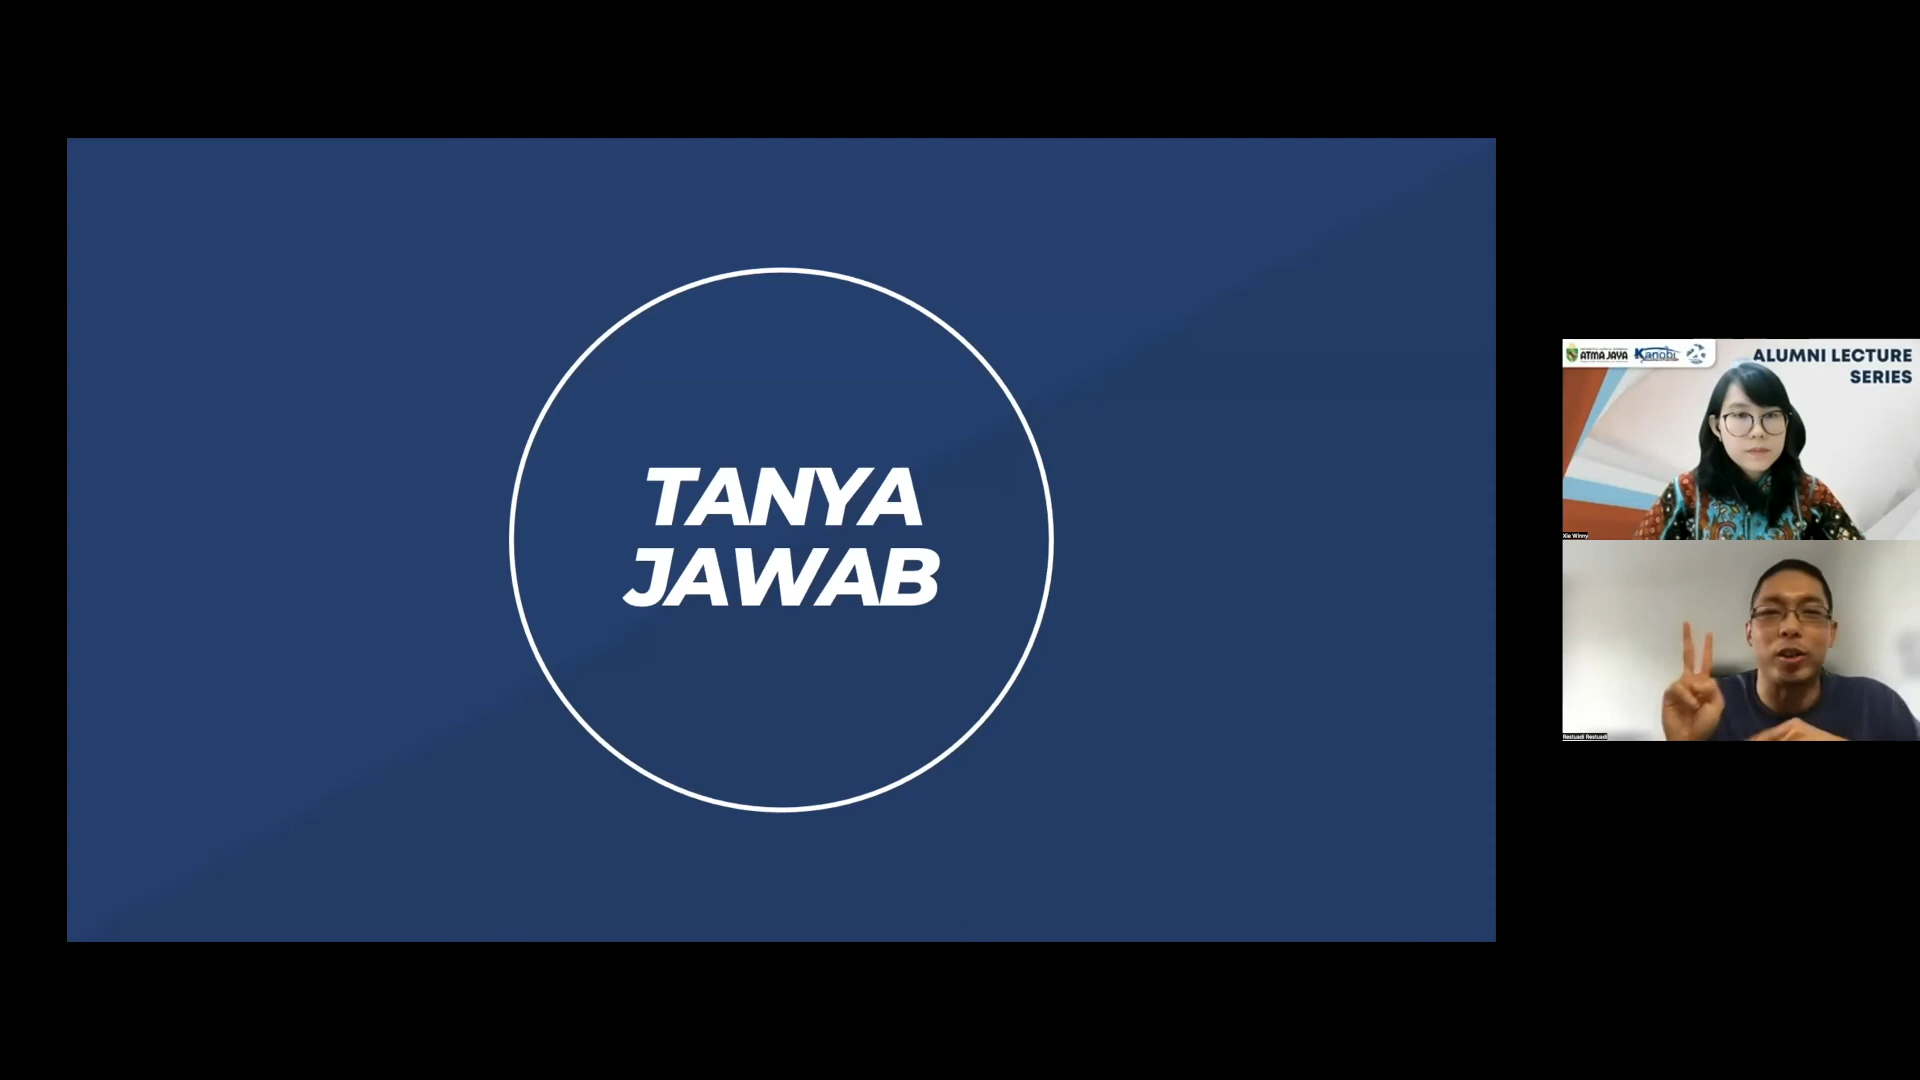 TANYA
JAWAB
ATMA JAYA
Kanobi
ALUMNI LECTURE
SERIES
Xie Winny
Restuadi Restuadi